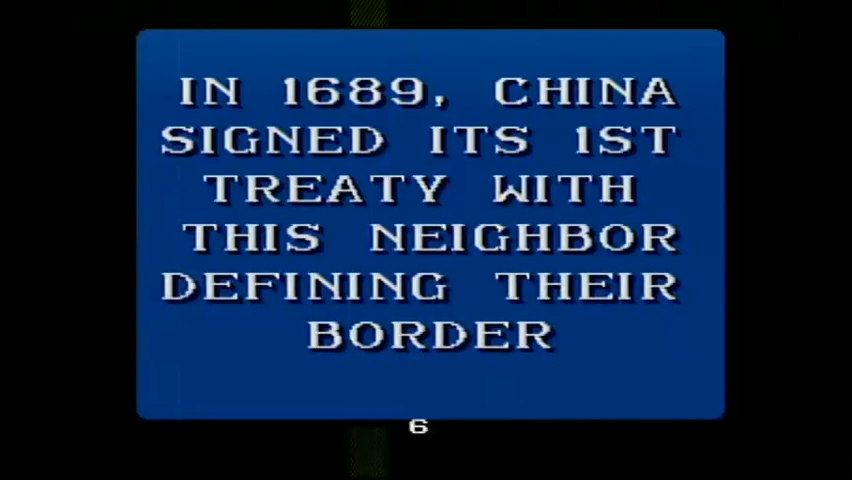 IN 1689, CHINA
SIGNED ITS 1ST
TREATY WITH
THIS NEIGHBOR
DEFINING THEIR
BORDER
6